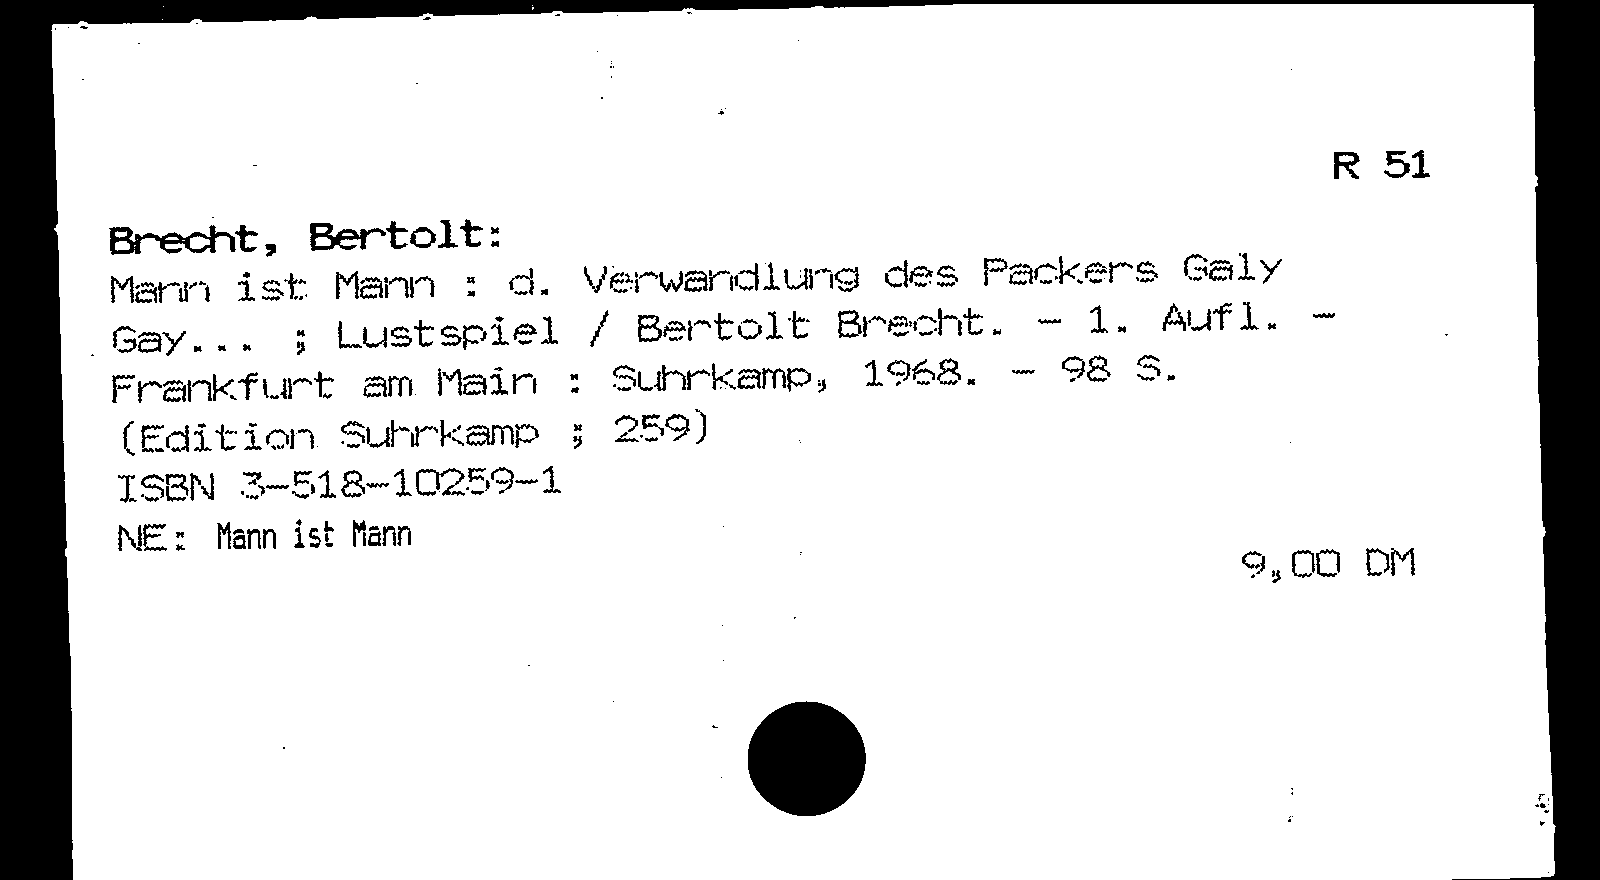 R 51
Brecht, Bertolt:
Mann ist Mann : d. Verwandlung des Packers Galy
Gay... ; Lustspiel / Bertolt Brecht. - 1. Aufl. -
Frankfurt am Main : Suhrkamp, 1968. - 98 S.
(Edition Suhrkamp ; 259)
ISBN 3-518-10259-1
NE: Mann ist Mann
9,00 DM